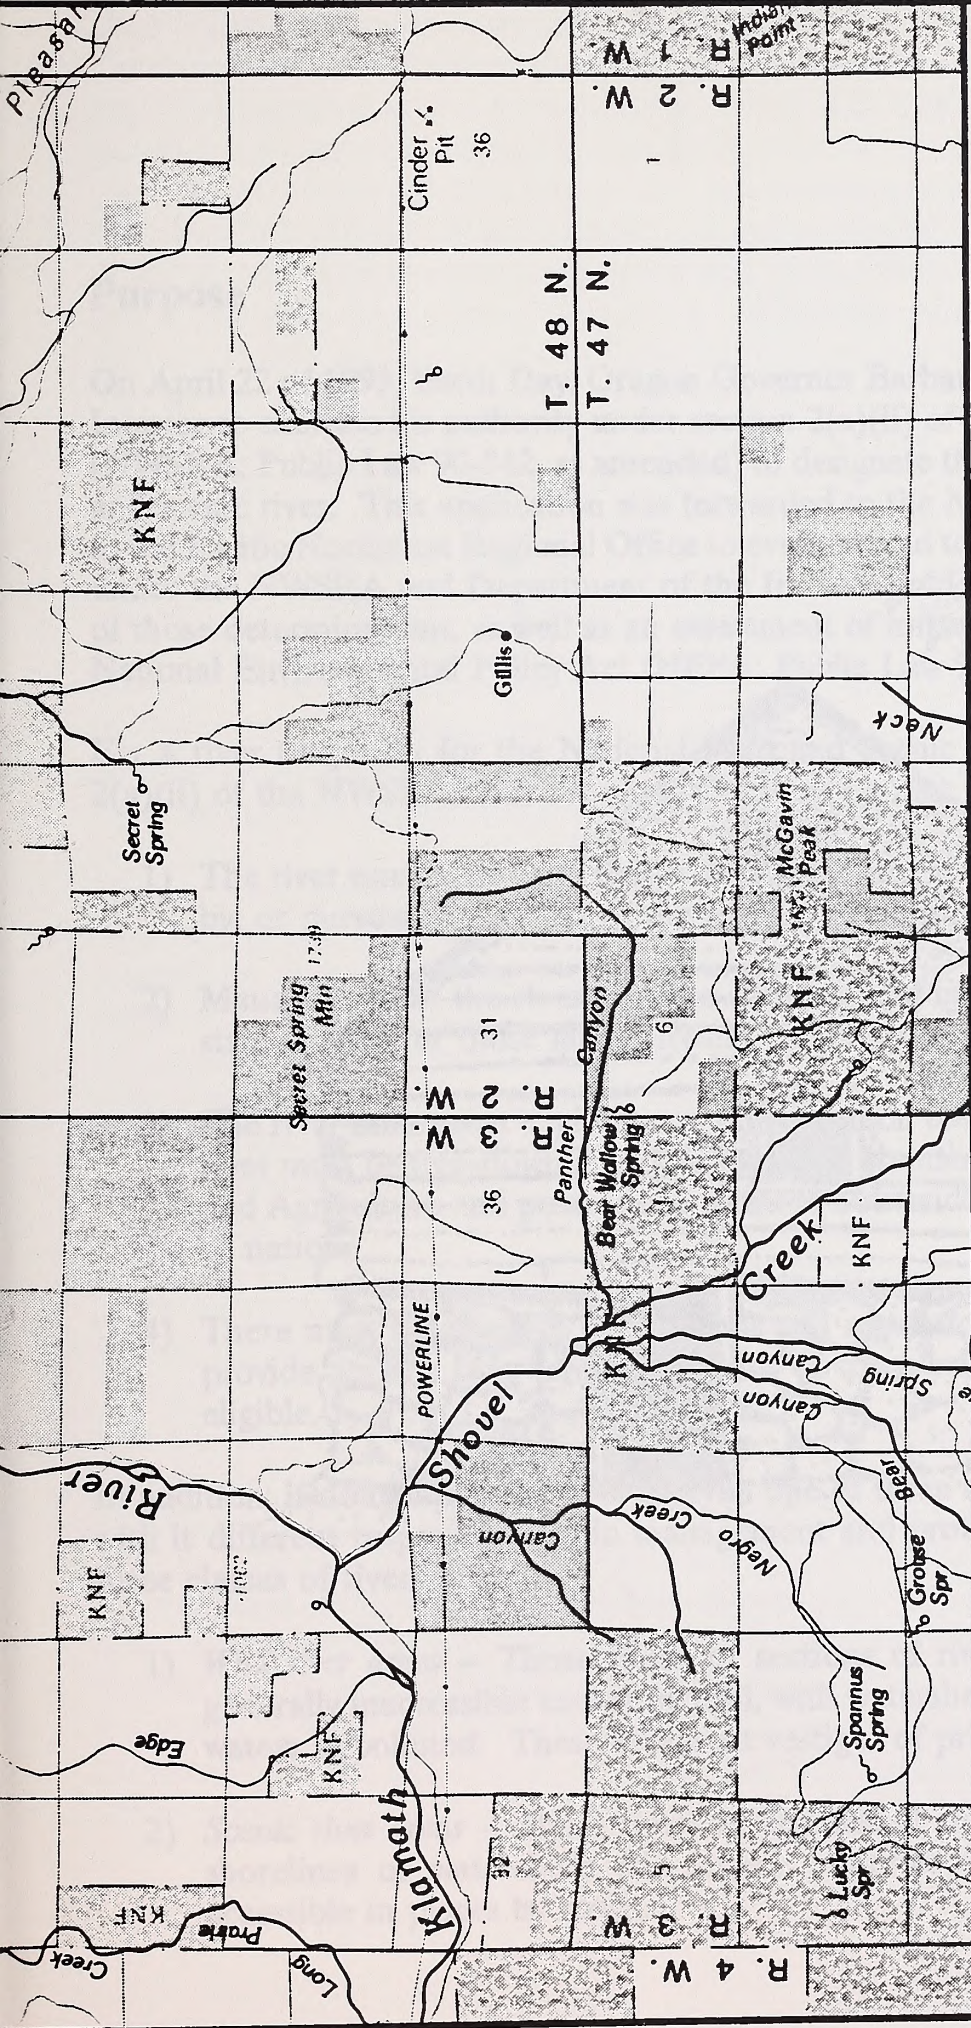 Pleasan
Indian
Point
R. 1 W
R. 2 W.
Cinder
Pit
36
1
T. 48 N.
T. 47 N.
KNF
Gillis
Neck
Secret
Spring
McGavin
Peak
Secret Spring
Mtn
1739
31
6
KNF
Canyon
R. 2 W
R. 3 W.
36
1
Panther
Bear Wallow
Spring
Creek
KNF
POWERLINE
KNF
Canyon
Spring
Canyon
Bear
Shovel
River
KNF
Canyon
Creek
Negro
Grouse
Spr
Edge
KNF
Spannus
Spring
Klamath
32
5
Lucky
Spr
KNF
Prairie
Creek
Long
R. 3 W.
R. 4 W.